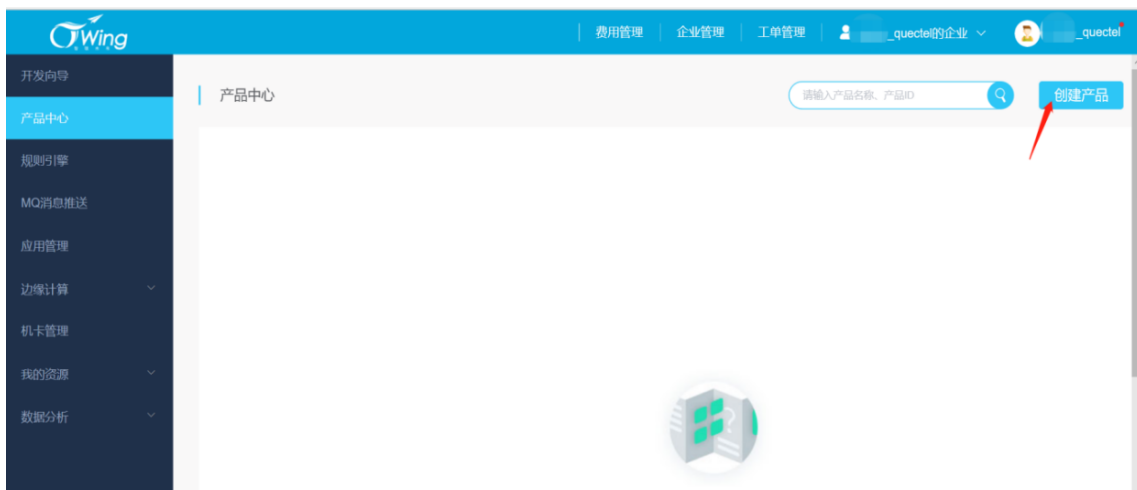 CTWing
费用管理
企业管理
工单管理
_quectel的企业
_quectel
开发向导
产品中心
规则引擎
MQ消息推送
应用管理
边缘计算
机卡管理
我的资源
数据分析
产品中心
请输入产品名称、产品ID
创建产品
?